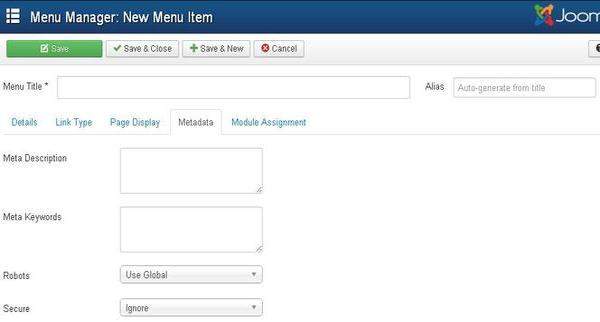 Menu Manager: New Menu Item
Save Save & Close Save & New Cancel
Menu Title * Alias Auto-generate from title
Details Link Type Page Display Metadata Module Assignment
Meta Description
Meta Keywords
Robots Use Global
Secure Ignore